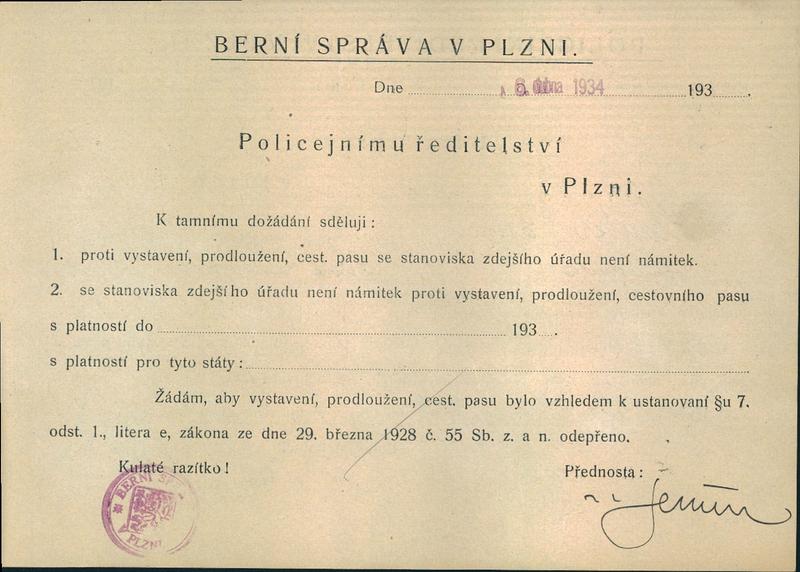 BERNÍ SPRÁVA V PLZNI.
Dne 6. dubna 1934 193
Policejnímu ředitelství
v Plzni.
K tamnímu dožádání sděluji :
1. proti vystavení, prodloužení, cest. pasu se stanoviska zdejšího úřadu není námitek.
2. se stanoviska zdejšího úřadu není námitek proti vystavení, prodloužení, cestovního pasu
s platností do 193 .
s platností pro tyto státy :
Žádám, aby vystavení, prodloužení, cest. pasu bylo vzhledem k ustanovaní §u 7.
odst. 1., litera e, zákona ze dne 29. března 1928 č. 55 Sb. z. a n. odepřeno.
Kulaté razítko !
Přednosta :
BERNÍ
PLZNI